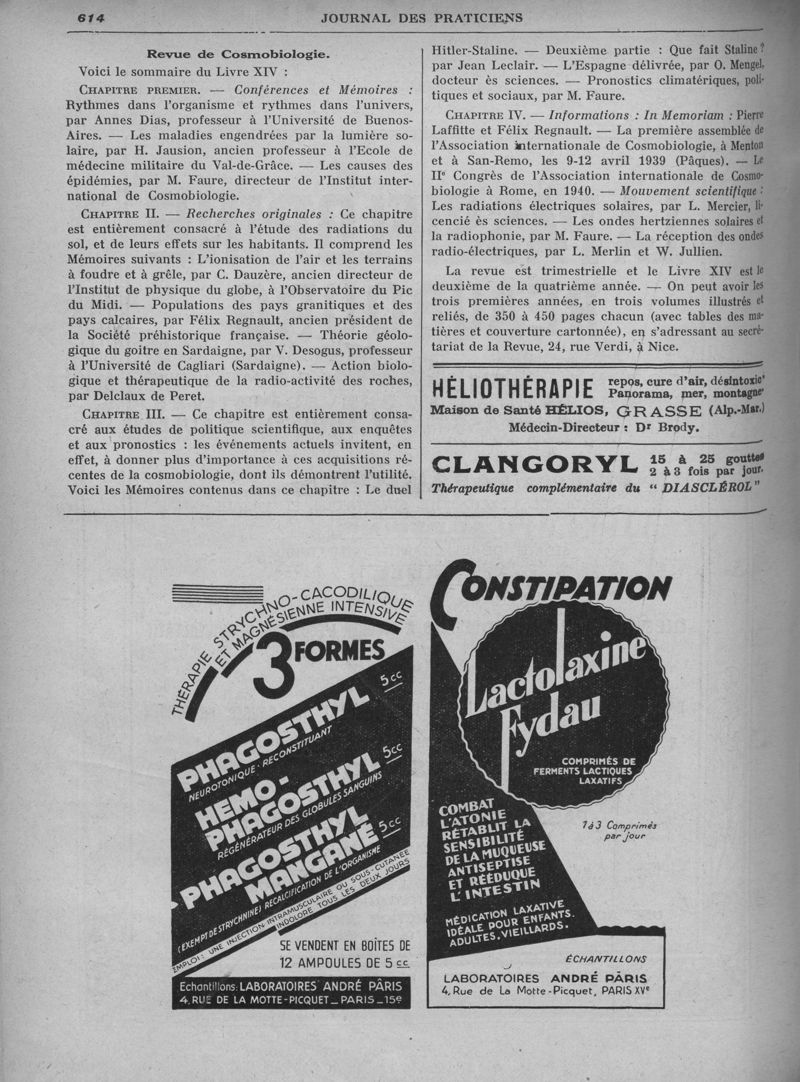 614
JOURNAL DES PRATICIENS
Revue de Cosmobiologie.
Voici le sommaire du Livre XIV :
CHAPITRE PREMIER. — Conférences et Mémoires :
Rythmes dans l'organisme et rythmes dans l'univers,
par Annes Dias, professeur à l'Université de Buenos-
Aires. — Les maladies engendrées par la lumière so-
laire, par H. Jausion, ancien professeur à l'Ecole de
médecine militaire du Val-de-Grâce. — Les causes des
épidémies, par M. Faure, directeur de l'Institut inter-
national de Cosmobiologie.
CHAPITRE II. — Recherches originales : Ce chapitre
est entièrement consacré à l'étude des radiations du
sol, et de leurs effets sur les habitants. Il comprend les
Mémoires suivants : L'ionisation de l'air et les terrains
à foudre et à grêle, par C. Dauzère, ancien directeur de
l'Institut de physique du globe, à l'Observatoire du Pic
du Midi. — Populations des pays granitiques et des
pays calcaires, par Félix Regnault, ancien président de
la Société préhistorique française. — Théorie géolo-
gique du goitre en Sardaigne, par V. Desogus, professeur
à l'Université de Cagliari (Sardaigne). — Action biolo-
gique et thérapeutique de la radio-activité des roches,
par Delclaux de Peret.
CHAPITRE III. — Ce chapitre est entièrement consa-
cré aux études de politique scientifique, aux enquêtes
et aux pronostics : les événements actuels invitent, en
effet, à donner plus d'importance à ces acquisitions ré-
centes de la cosmobiologie, dont ils démontrent l'utilité.
Voici les Mémoires contenus dans ce chapitre : Le duel
Hitler-Staline. — Deuxième partie : Que fait Staline ?
par Jean Leclair. — L'Espagne délivrée, par O. Mengel,
docteur ès sciences. — Pronostics climatériques, poli-
tiques et sociaux, par M. Faure.
CHAPITRE IV. — Informations : In Memoriam : Pierre
Laffitte et Félix Regnault. — La première assemblée de
l'Association internationale de Cosmobiologie, à Menton
et à San-Remo, les 9-12 avril 1939 (Pâques). — Le
IIe Congrès de l'Association internationale de Cosmo-
biologie à Rome, en 1940. — Mouvement scientifique :
Les radiations électriques solaires, par L. Mercier, li-
cencié ès sciences. — Les ondes hertziennes solaires et
la radiophonie, par M. Faure. — La réception des ondes
radio-électriques, par L. Merlin et W. Jullien.
La revue est trimestrielle et le Livre XIV est le
deuxième de la quatrième année. — On peut avoir les
trois premières années, en trois volumes illustrés et
reliés, de 350 à 450 pages chacun (avec tables des ma-
tières et couverture cartonnée), en s'adressant au secré-
tariat de la Revue, 24, rue Verdi, à Nice.
HÉLIOTHÉRAPIE repos, cure d'air, désintoxion
Panorama, mer, montagne
Maison de Santé HÉLIOS, GRASSE (Alp.-Mar.)
Médecin-Directeur : Dr Brody.
CLANGORYL 15 à 25 gouttes
2 à 3 fois par jour.
Thérapeutique complémentaire du " DIASCLÉROL "
THÉRAPIE STRYCHNO-CACODILIQUE
ET MAGNÉSIENNE INTENSIVE
3 FORMES
PHAGOSTHYL 5cc
NEUROTONIQUE-RECONSTITUANT
HEMO-
PHAGOSTHYL 5cc
RÉGÉNÉRATEUR DES GLOBULES SANGUINS
PHAGOSTHYL
MANGANÉ 5cc
(EXEMPT DE STRYCHNINE) RECALCIFICATION DE L'ORGANISME
EMPLOI: UNE INJECTION INTRAMUSCULAIRE OU SOUS-CUTANÉE
INDOLORE TOUS LES DEUX JOURS
SE VENDENT EN BOÎTES DE
12 AMPOULES DE 5 cc
Echantillons: LABORATOIRES ANDRÉ PÂRIS
4, RUE DE LA MOTTE-PICQUET _ PARIS _ 15e
CONSTIPATION
Lactolaxine
Fydau
COMPRIMÉS DE
FERMENTS LACTIQUES
LAXATIFS
COMBAT
L'ATONIE
RÉTABLIT LA
SENSIBILITÉ
DE LA MUQUEUSE
ANTISEPTISE
ET RÉÉDUQUE
L'INTESTIN
1 à 3 Comprimés
par jour
MÉDICATION LAXATIVE
IDÉALE POUR ENFANTS.
ADULTES. VIEILLARDS.
ÉCHANTILLONS
LABORATOIRES ANDRÉ PÂRIS
4, Rue de La Motte-Picquet, PARIS XVe